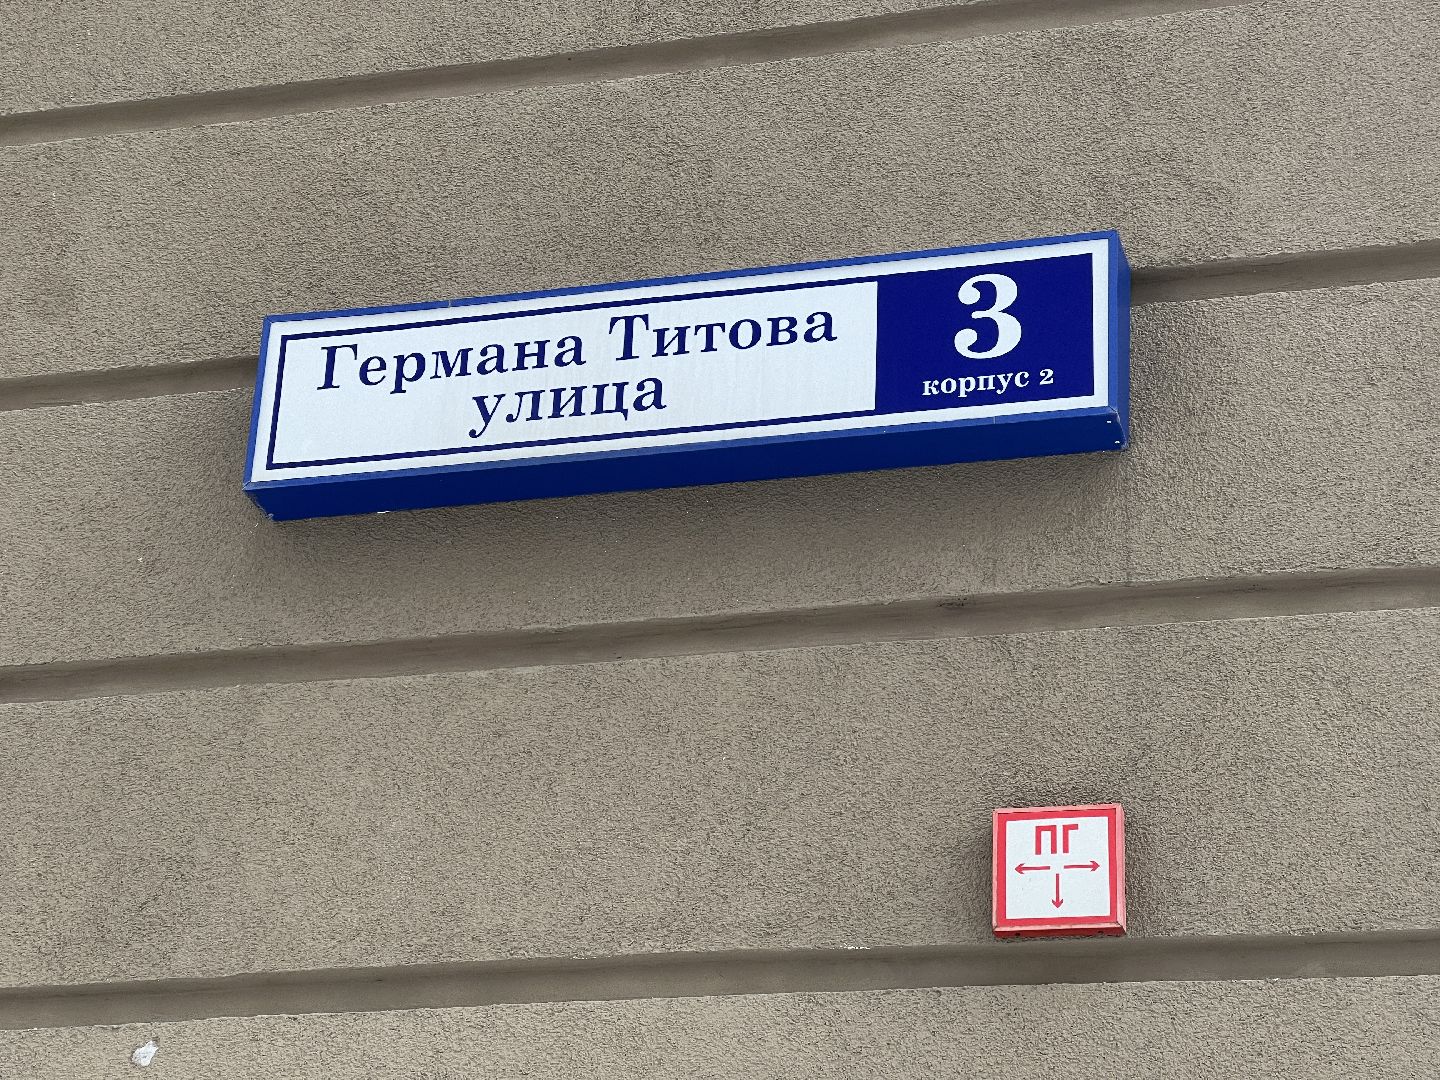 Германа Титова
улица
3
корпус 2
ПГ